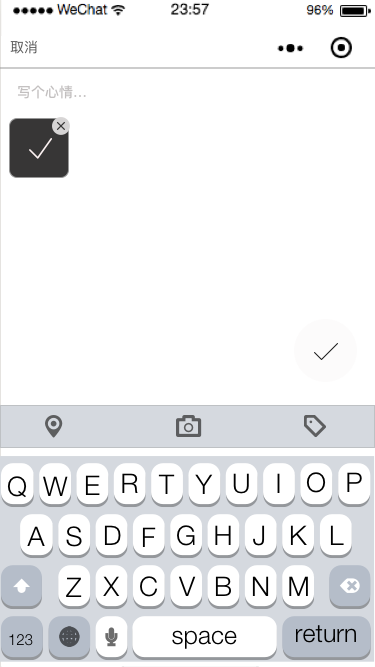 WeChat 23:57 96%
取消
写个心情...
Q W E R T Y U I O P
A S D F G H J K L
Z X C V B N M
123 space return